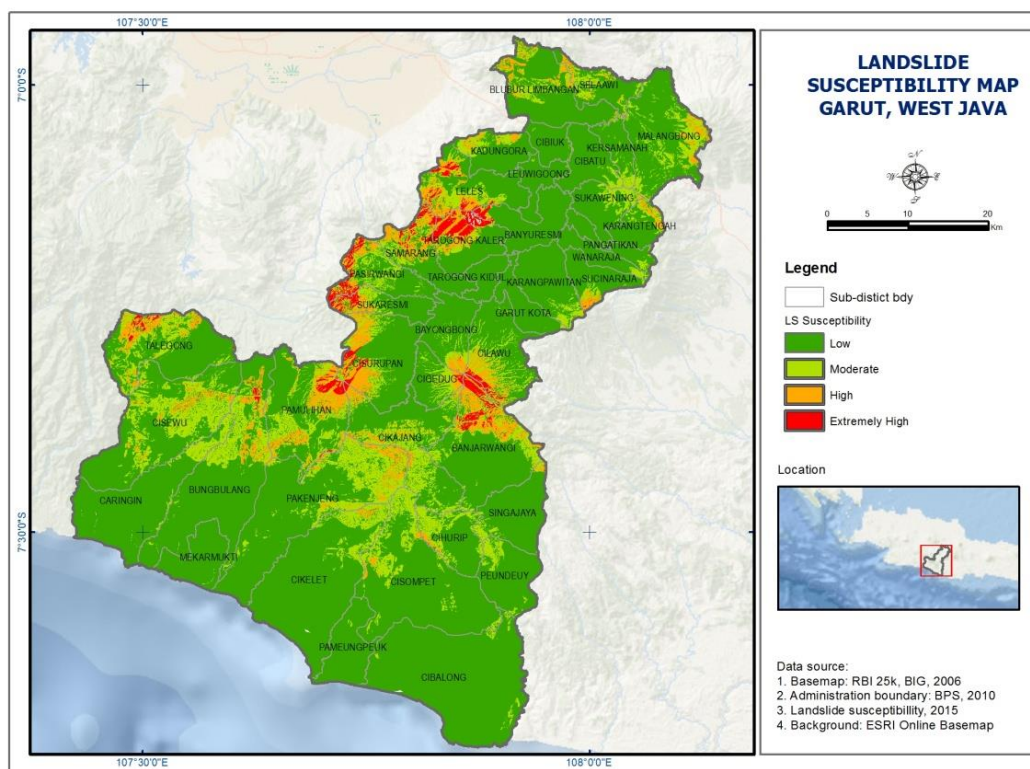 107°30'0"E
108°0'0"E
7°0'0"S
7°30'0"S
107°30'0"E
108°0'0"E
BLUBUR LIMBANGAN
SELAAWI
MALANGBONG
CIBIUK
KERSAMANAH
KADUNGORA
CIBATU
LEUWIGOONG
LELES
SUKAWENING
KARANGTENGAH
BANYURESMI
TAROGONG KALER
PANGATIKAN
SAMARANG
WANARAJA
PASIRWANGI
TAROGONG KIDUL
KARANGPAWITAN
SUCINARAJA
SUKARESMI
GARUT KOTA
BAYONGBONG
TALEGONG
CILAWU
CISURUPAN
CIGEDUG
PAMULIHAN
CISEWU
CIKAJANG
BANJARWANGI
BUNGBULANG
CARINGIN
PAKENJENG
SINGAJAYA
CIHURIP
MEKARMUKTI
CIKELET
CISOMPET
PEUNDEUY
PAMEUNGPEUK
CIBALONG
LANDSLIDE
SUSCEPTIBILITY MAP
GARUT, WEST JAVA
N
W E
S
0 5 10 20
Km
Legend
Sub-distict bdy
LS Susceptibility
Low
Moderate
High
Extremely High
Location
Data source:
1. Basemap: RBI 25k, BIG, 2006
2. Administration boundary: BPS, 2010
3. Landslide susceptibillity, 2015
4. Background: ESRI Online Basemap